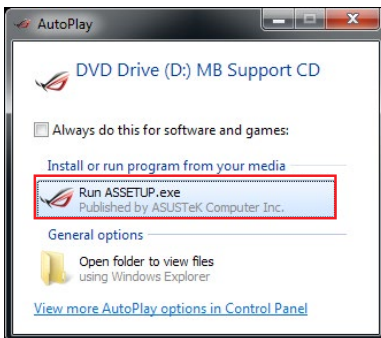 AutoPlay
DVD Drive (D:) MB Support CD
Always do this for software and games:
Install or run program from your media
Run ASSETUP.exe
Published by ASUSTeK Computer Inc.
General options
Open folder to view files
using Windows Explorer
View more AutoPlay options in Control Panel